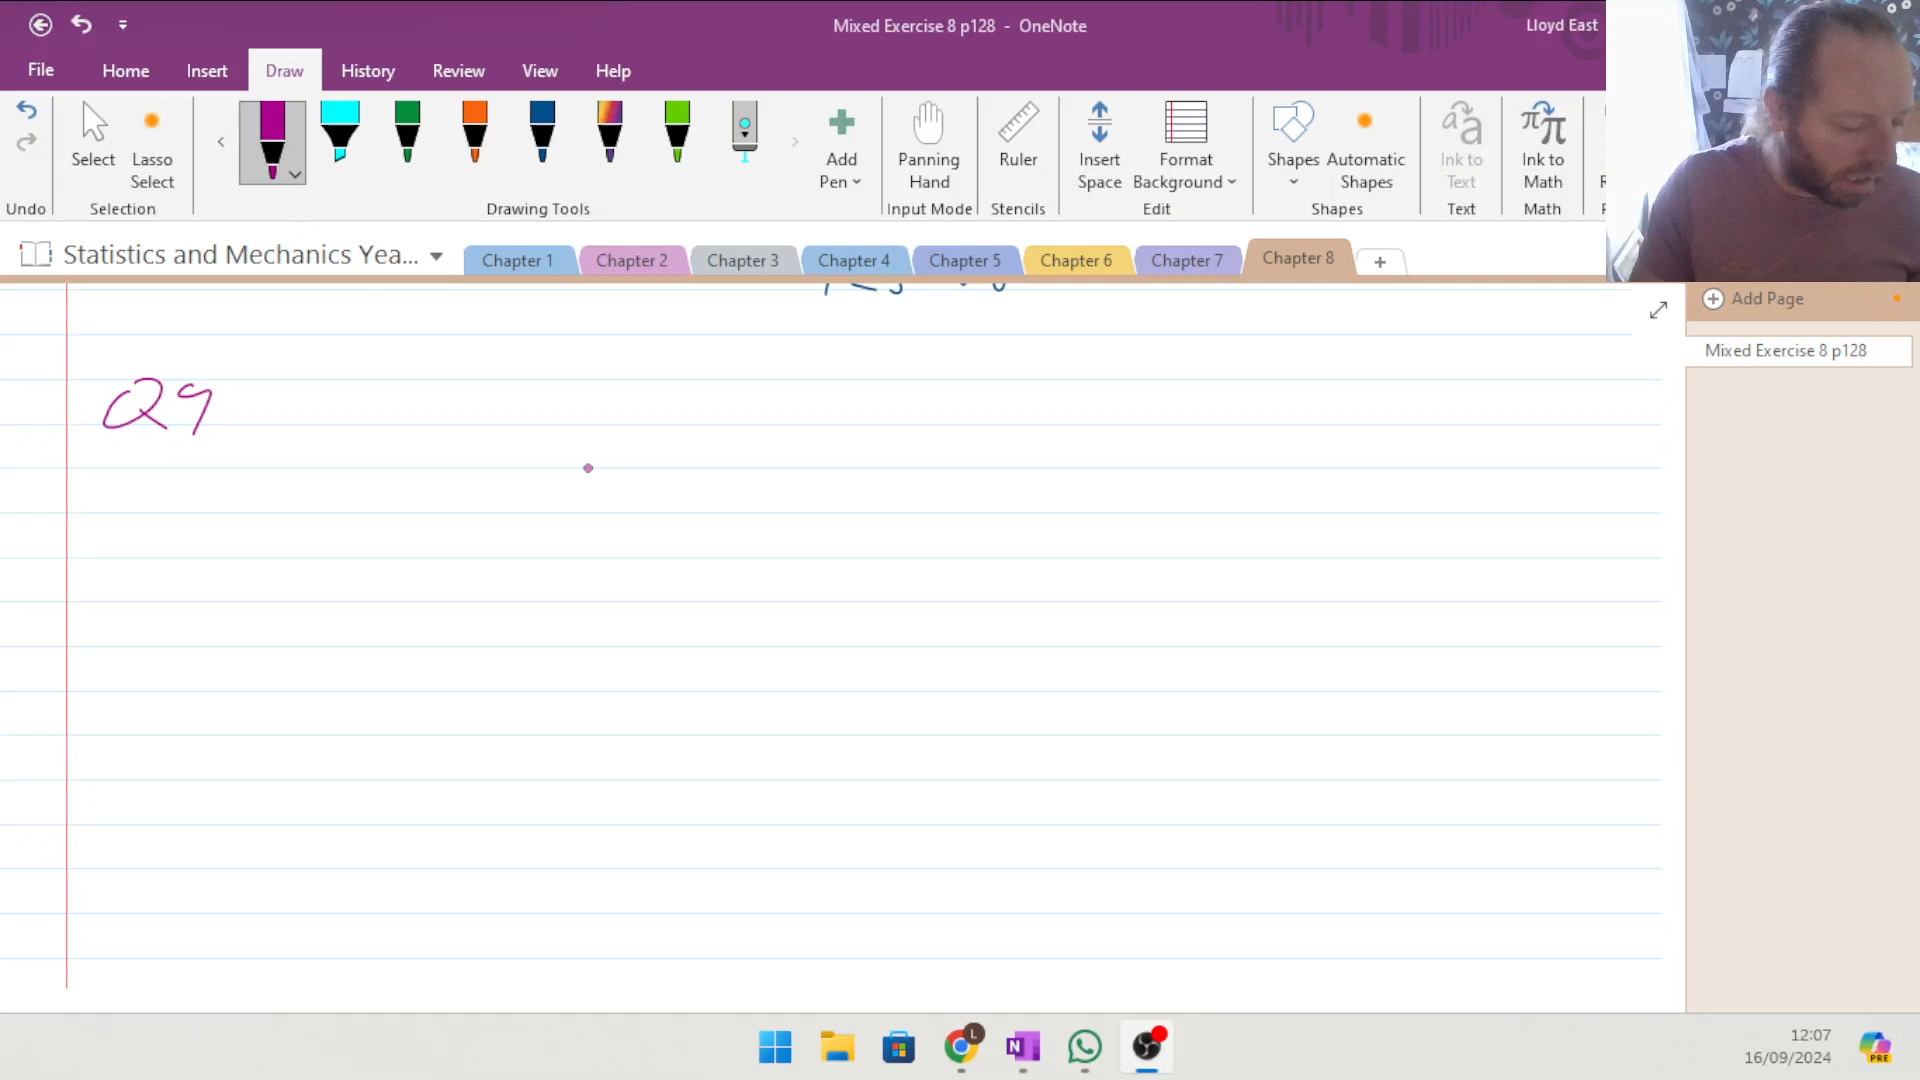 Mixed Exercise 8 p128 - OneNote
Lloyd East
File Home Insert Draw History Review View Help
Select
Lasso Select
Add Pen
Panning Hand
Ruler
Insert Space
Format Background
Shapes
Automatic Shapes
Ink to Text
Ink to Math
Undo
Selection
Drawing Tools
Input Mode
Stencils
Edit
Shapes
Text
Math
Statistics and Mechanics Yea...
Chapter 1
Chapter 2
Chapter 3
Chapter 4
Chapter 5
Chapter 6
Chapter 7
Chapter 8
Add Page
Mixed Exercise 8 p128
Q9
L
N
PRE
12:07
16/09/2024